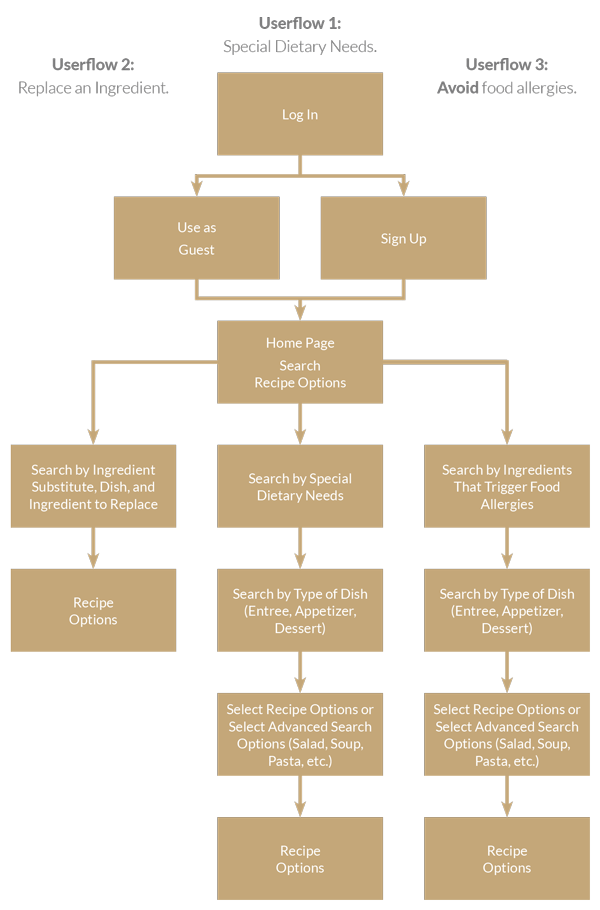 Userflow 1:
Special Dietary Needs.
Userflow 2:
Replace an Ingredient.
Userflow 3:
Avoid food allergies.
Log In
Use as
Guest
Sign Up
Home Page
Search
Recipe Options
Search by Ingredient
Substitute, Dish, and
Ingredient to Replace
Search by Special
Dietary Needs
Search by Ingredients
That Trigger Food
Allergies
Recipe
Options
Search by Type of Dish
(Entree, Appetizer,
Dessert)
Search by Type of Dish
(Entree, Appetizer,
Dessert)
Select Recipe Options or
Select Advanced Search
Options (Salad, Soup,
Pasta, etc.)
Select Recipe Options or
Select Advanced Search
Options (Salad, Soup,
Pasta, etc.)
Recipe
Options
Recipe
Options